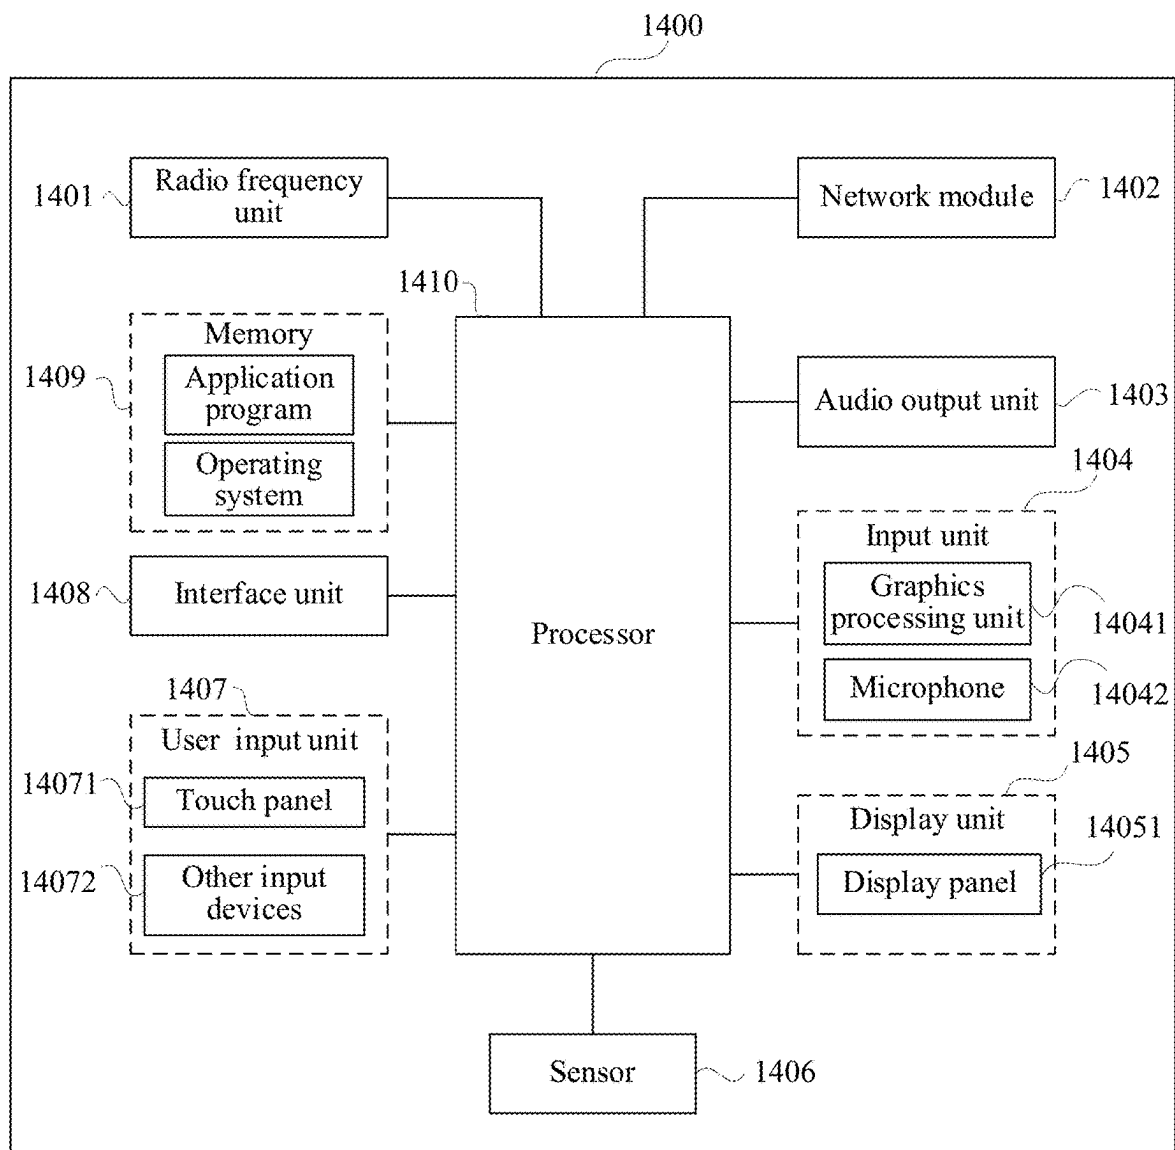 1400
1401
Radio frequency
unit
Network module
1402
1410
1409
Memory
Application
program
Operating
system
Audio output unit
1403
1404
Input unit
Graphics
processing unit
14041
Microphone
14042
1408
Interface unit
Processor
1407
User input unit
14071
Touch panel
14072
Other input
devices
1405
Display unit
14051
Display panel
Sensor
1406